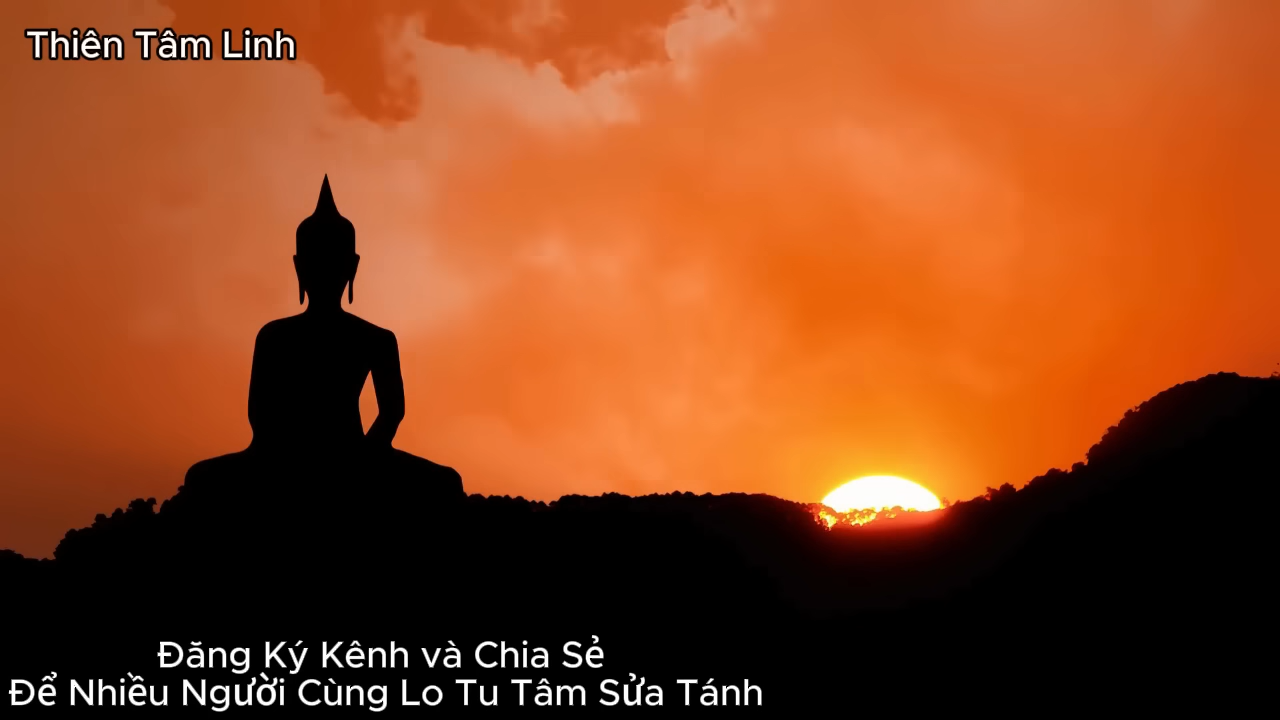 Thiên Tâm Linh
Đăng Ký Kênh và Chia Sẻ
Để Nhiều Người Cùng Lo Tu Tâm Sửa Tánh